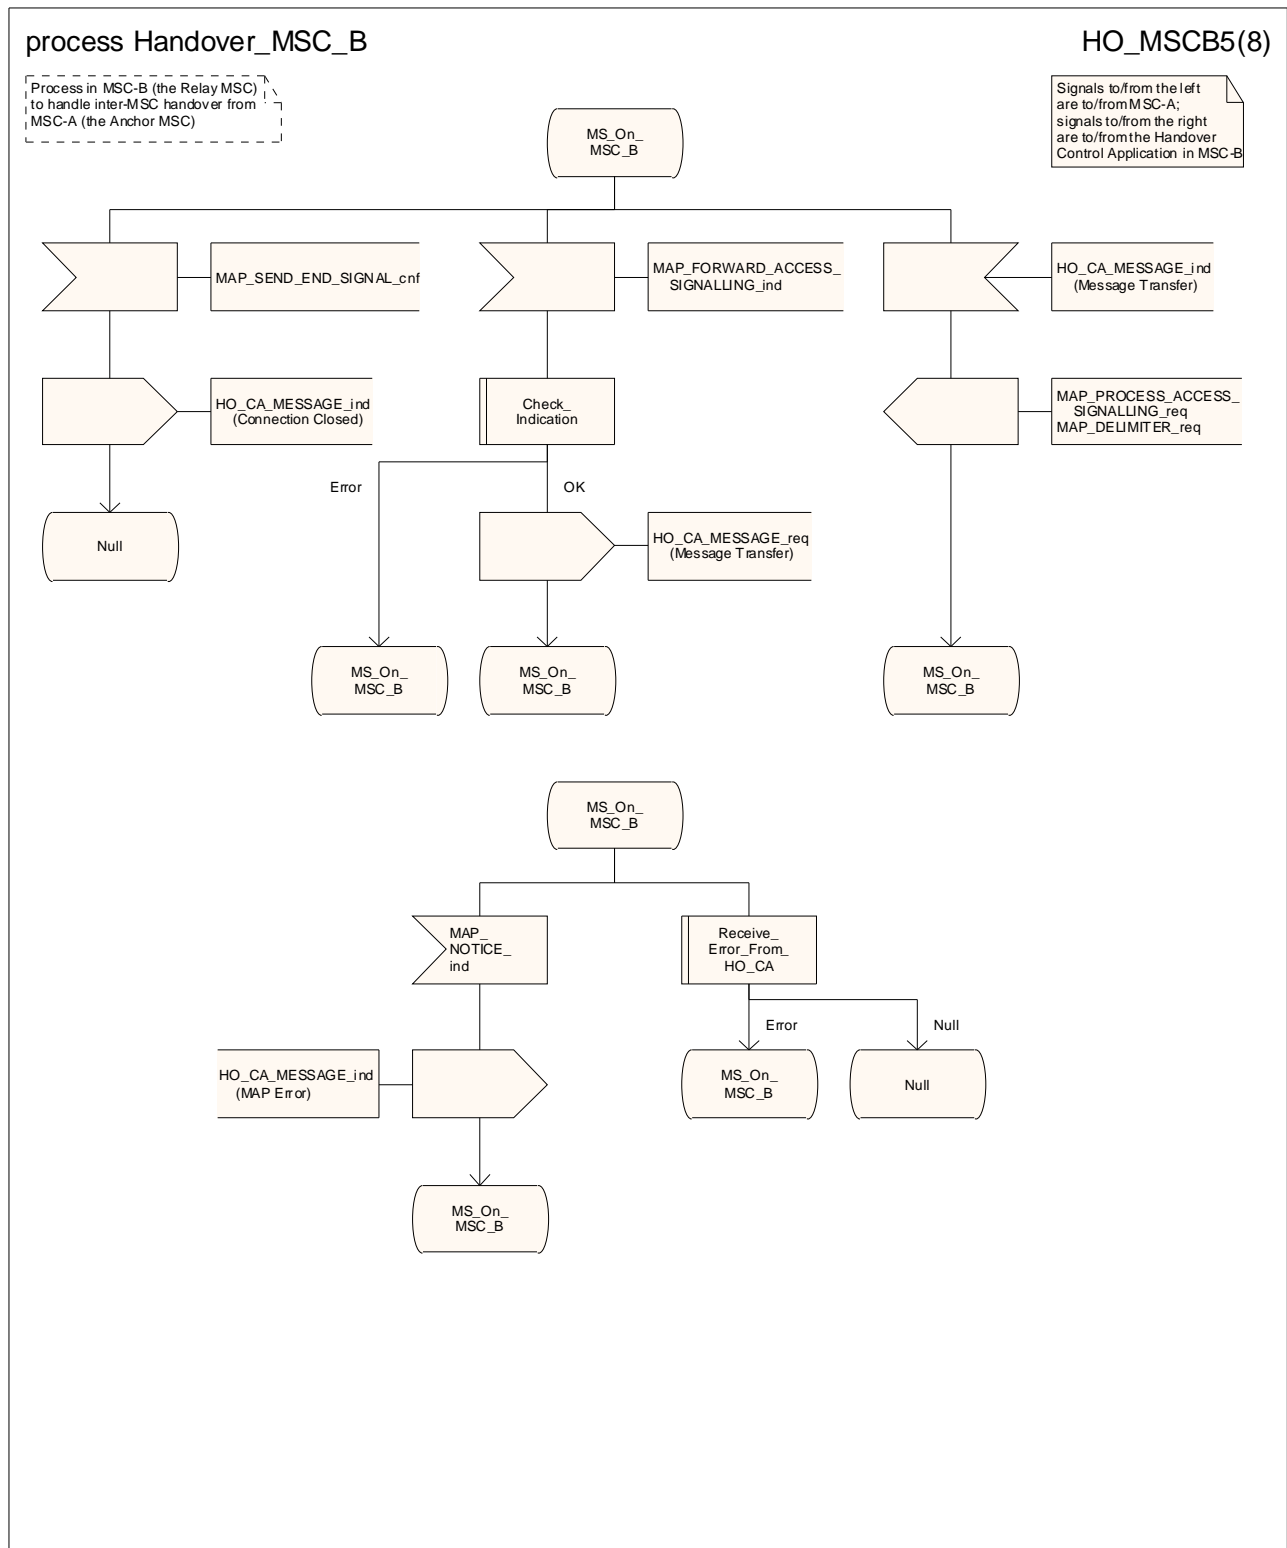 process Handover_MSC_B
HO_MSCB5(8)
Process in MSC-B (the Relay MSC)
to handle inter-MSC handover from
MSC-A (the Anchor MSC)
Signals to/from the left
are to/from MSC-A;
signals to/from the right
are to/from the Handover
Control Application in MSC-B
MS_On_
MSC_B
MAP_SEND_END_SIGNAL_cnf
MAP_FORWARD_ACCESS_
SIGNALLING_ind
HO_CA_MESSAGE_ind
(Message Transfer)
HO_CA_MESSAGE_ind
(Connection Closed)
Check_
Indication
MAP_PROCESS_ACCESS_
SIGNALLING_req
MAP_DELIMITER_req
Error
OK
Null
HO_CA_MESSAGE_req
(Message Transfer)
MS_On_
MSC_B
MS_On_
MSC_B
MS_On_
MSC_B
MS_On_
MSC_B
MAP_
NOTICE_
ind
Receive_
Error_From_
HO_CA
Error
Null
HO_CA_MESSAGE_ind
(MAP Error)
MS_On_
MSC_B
Null
MS_On_
MSC_B